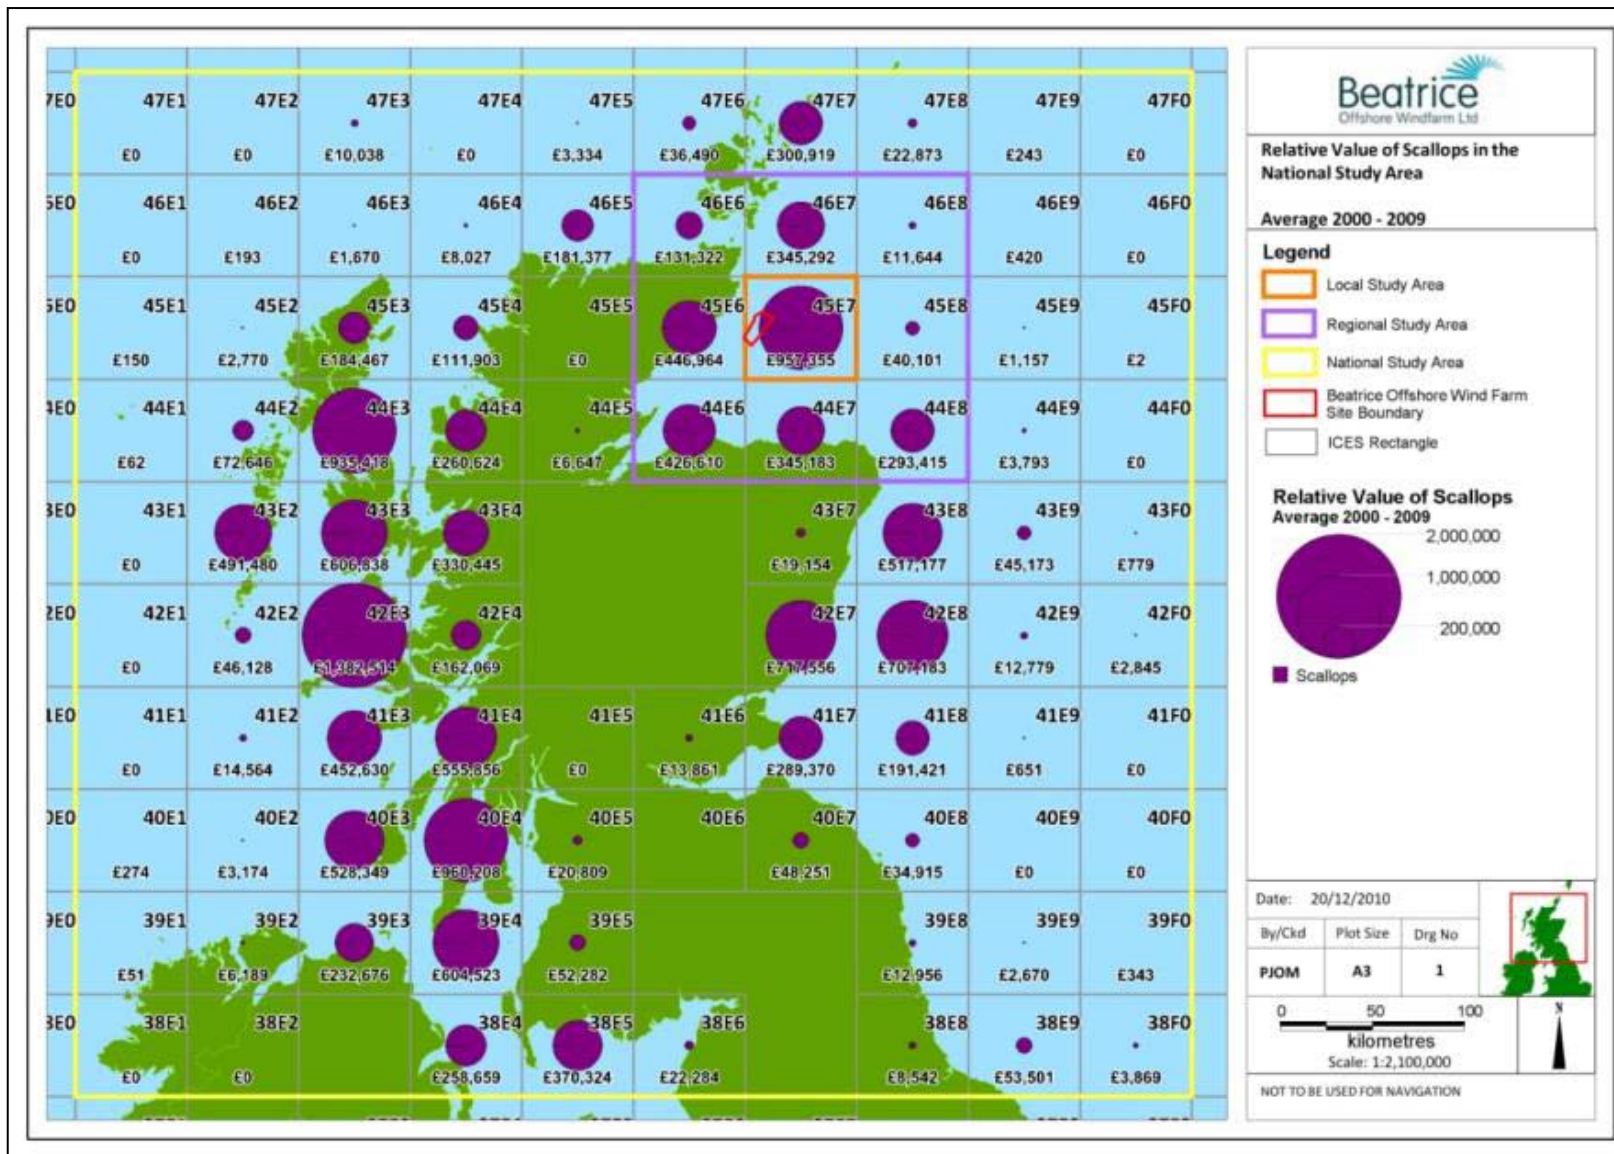 7E0 47E1 47E2 47E3 47E4 47E5 47E6 47E7 47E8 47E9 47F0
£0 £0 £10,038 £0 £3,334 £36,490 £300,919 £22,873 £243 £0
46E1 46E2 46E3 46E4 46E5 46E6 46E7 46E8 46E9 46F0
£0 £193 £1,670 £8,027 £181,377 £131,322 £345,292 £11,644 £420 £0
45E1 45E2 45E3 45E4 45E5 45E6 45E7 45E8 45E9 45F0
£150 £2,770 £184,467 £111,903 £0 £446,964 £957,355 £40,101 £1,157 £2
44E1 44E2 44E3 44E4 44E5 44E6 44E7 44E8 44E9 44F0
£62 £72,646 £935,418 £260,624 £6,647 £426,610 £345,183 £293,415 £3,793 £0
43E1 43E2 43E3 43E4 43E7 43E8 43E9 43F0
£0 £491,480 £606,838 £330,445 £19,154 £517,177 £45,173 £779
2E0 42E1 42E2 42E3 42E4 42E7 42E8 42E9 42F0
£0 £46,128 £1,382,514 £162,069 £717,556 £707,183 £12,779 £2,845
41E1 41E2 41E3 41E4 41E5 41E6 41E7 41E8 41E9 41F0
£0 £14,564 £452,630 £555,856 £0 £13,861 £289,370 £191,421 £651 £0
40E1 40E2 40E3 40E4 40E5 40E6 40E7 40E8 40E9 40F0
£274 £3,174 £528,349 £960,208 £20,809 £48,251 £34,915 £0 £0
39E1 39E2 39E3 39E4 39E5 39E8 39E9 39F0
£51 £6,189 £232,676 £604,523 £52,282 £12,956 £2,670 £343
38E1 38E2 38E4 38E5 38E6 38E8 38E9 38F0
£0 £0 £258,659 £370,324 £22,284 £8,542 £53,501 £3,869
Beatrice
Offshore Windfarm Ltd
Relative Value of Scallops in the
National Study Area
Average 2000 - 2009
Legend
Local Study Area
Regional Study Area
National Study Area
Beatrice Offshore Wind Farm
Site Boundary
ICES Rectangle
Relative Value of Scallops
Average 2000 - 2009
2,000,000
1,000,000
200,000
Scallops
Date: 20/12/2010
By/Ckd Plot Size Drg No
PJOM A3 1
0 50 100
kilometres
Scale: 1:2,100,000
N
NOT TO BE USED FOR NAVIGATION